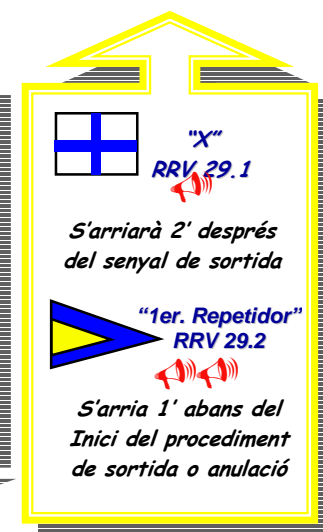 “X”
RRV 29.1
S’arriarà 2’ després
del senyal de sortida
“1er. Repetidor”
RRV 29.2
S’arria 1’ abans del
Inici del procediment
de sortida o anulació